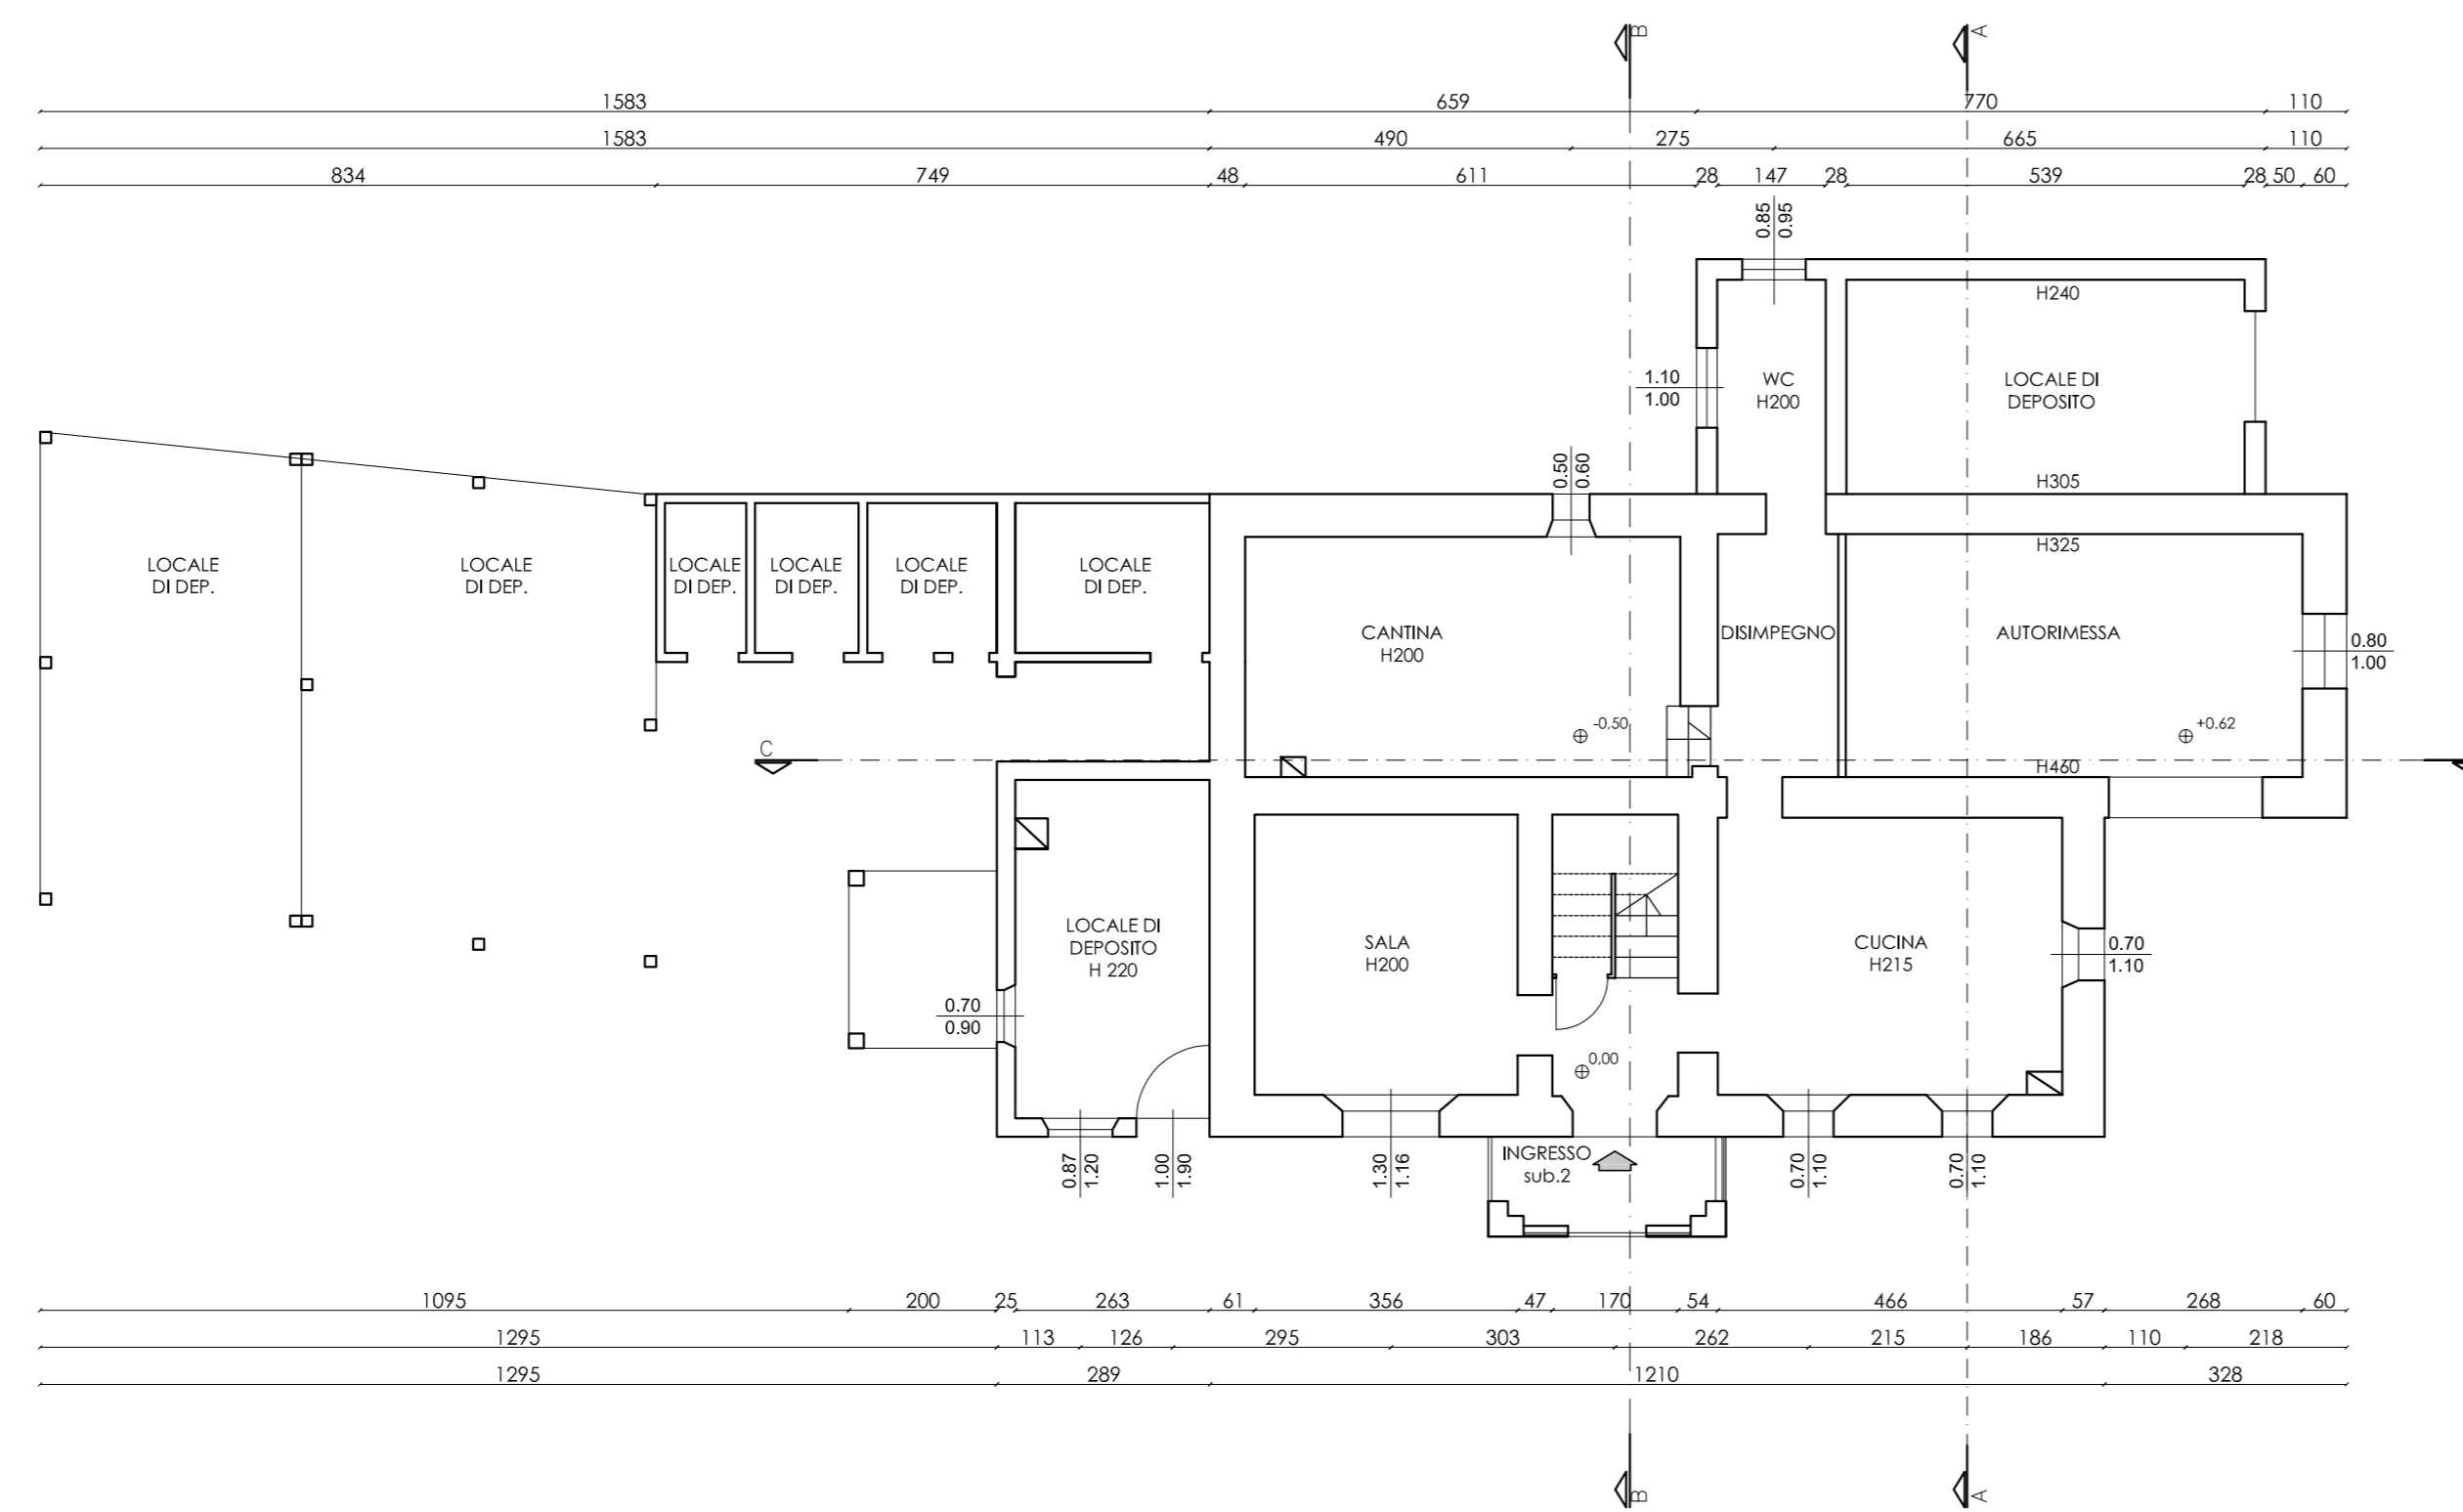 B
A
1583 659 770 110
1583 490 275 665 110
834 749 48 611 28 147 28 539 28 50 60
0.85
0.95
H240
1.10
1.00
WC
H200
LOCALE DI
DEPOSITO
0.50
0.60
H305
H325
LOCALE
DI DEP.
LOCALE
DI DEP.
LOCALE
DI DEP.
LOCALE
DI DEP.
LOCALE
DI DEP.
LOCALE
DI DEP.
CANTINA
H200
DISIMPEGNO
AUTORIMESSA
0.80
1.00
-0,50
+0.62
C
H460
LOCALE DI
DEPOSITO
H 220
SALA
H200
CUCINA
H215
0.70
1.10
0.70
0.90
0,00
INGRESSO
sub.2
0.87
1.20
1.00
1.90
1.30
1.16
0.70
1.10
0.70
1.10
1095 200 25 263 61 356 47 170 54 466 57 268 60
1295 113 126 295 303 262 215 186 110 218
1295 289 1210 328
B
A